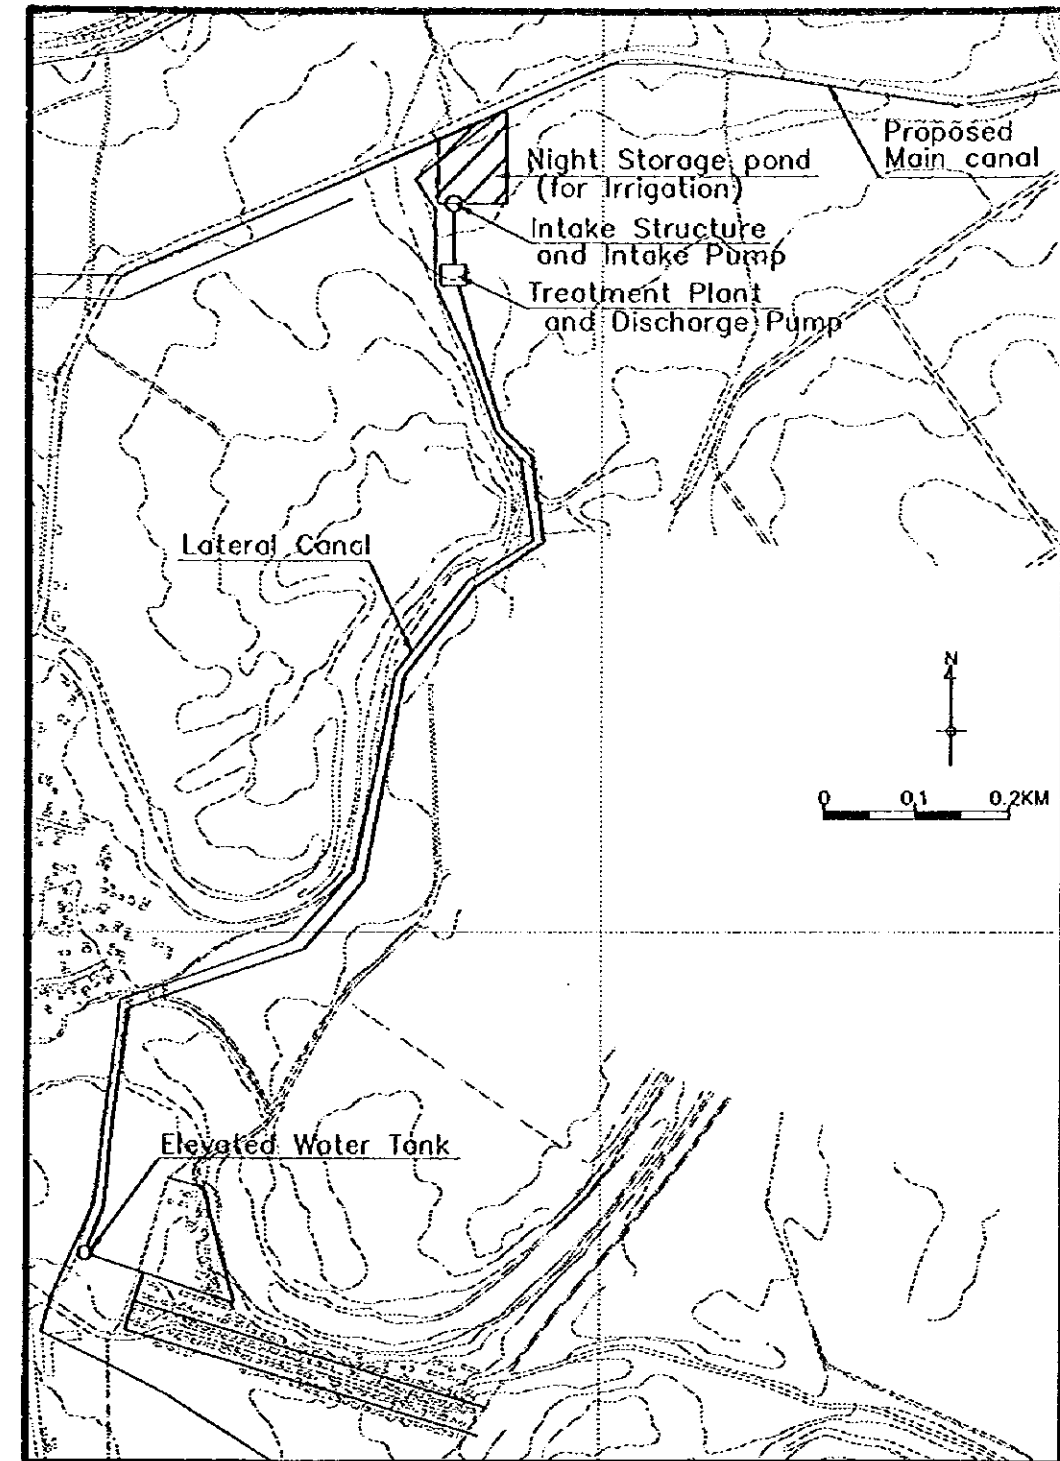 Proposed
Main canal
Night Storage pond
(for Irrigation)
Intake Structure
and Intake Pump
Treatment Plant
and Discharge Pump
Lateral Canal
N
0 0.1 0.2KM
Elevated Water Tank